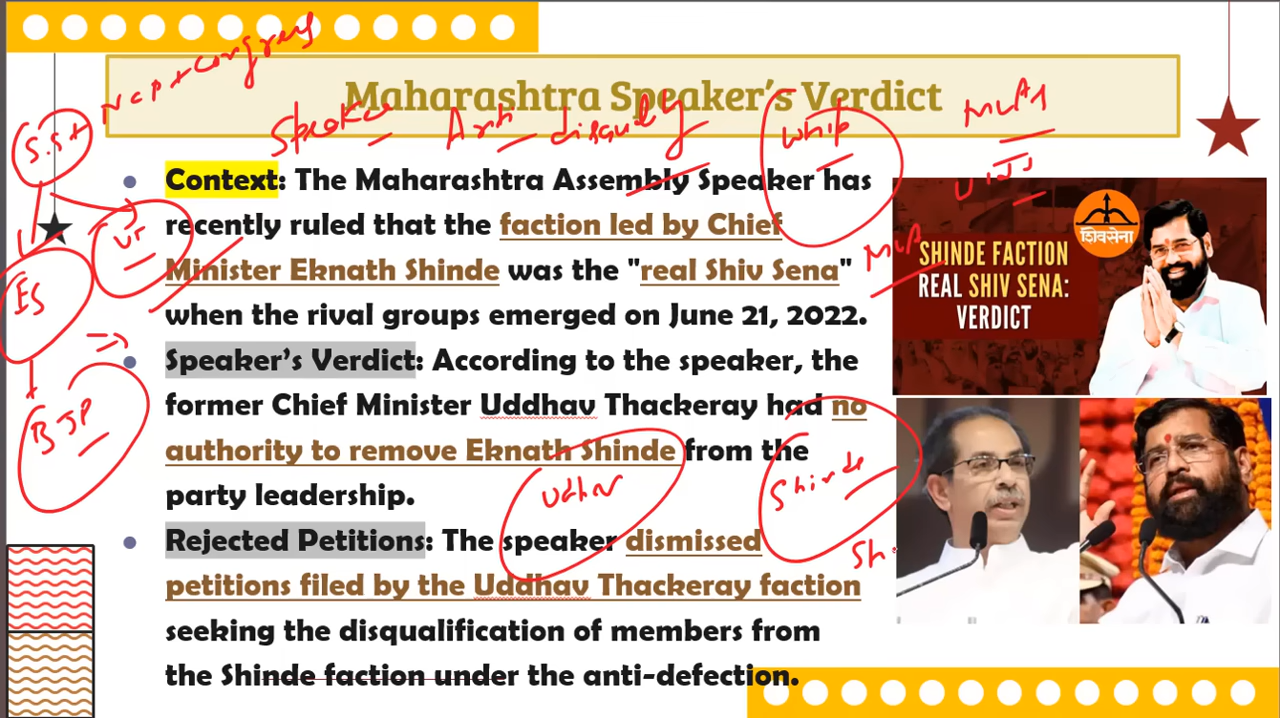 NCP + Congress
Maharashtra Speaker's Verdict
Speaker
Anti
disqualify
Whip
MLA's
S.S+
Context: The Maharashtra Assembly Speaker has
recently ruled that the faction led by Chief
UT
Minister Eknath Shinde was the "real Shiv Sena"
MLA
ES
when the rival groups emerged on June 21, 2022.
शिवसेना
SHINDE FACTION
REAL SHIV SENA:
VERDICT
Speaker's Verdict: According to the speaker, the
former Chief Minister Uddhav Thackeray had no
BJP
authority to remove Eknath Shinde from the
party leadership.
Udhav
Shinde
Rejected Petitions: The speaker dismissed
Sh
petitions filed by the Uddhav Thackeray faction
seeking the disqualification of members from
the Shinde faction under the anti-defection.